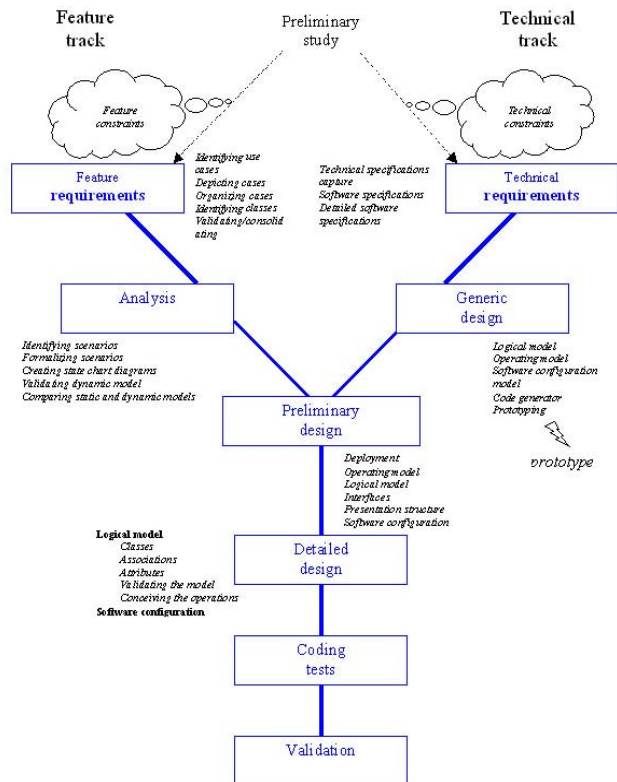 Feature
track
Preliminary
study
Technical
track
Feature
constraints
Technical
constraints
Feature
requirements
Identifying use
cases
Depicting cases
Organizing cases
Identifying classes
Validating/consolid
ating
Technical specifications
capture
Software specifications
Detailed software
specifications
Technical
requirements
Analysis
Generic
design
Identifying scenarios
Formalizing scenarios
Creating state chart diagrams
Validating dynamic model
Comparing static and dynamic models
Logical model
Operating model
Software configuration
model
Code generator
Prototyping
prototype
Preliminary
design
Deployment
Operating model
Logical model
Interfaces
Presentation structure
Software configuration
Logical model
Classes
Associations
Attributes
Validating the model
Conceiving the operations
Software configuration
Detailed
design
Coding
tests
Validation